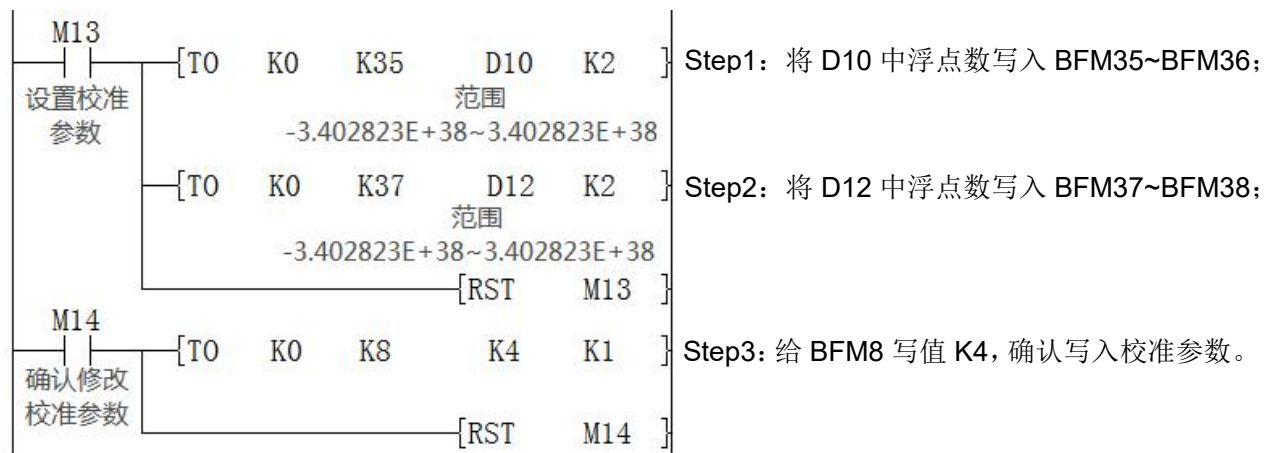 M13
[TO K0 K35 D10 K2 ] Step1：将 D10 中浮点数写入 BFM35~BFM36；
设置校准 范围
参数 -3.402823E+38~3.402823E+38
[TO K0 K37 D12 K2 ] Step2：将 D12 中浮点数写入 BFM37~BFM38；
范围
-3.402823E+38~3.402823E+38
[RST M13 ]
M14
[TO K0 K8 K4 K1 ] Step3：给 BFM8 写值 K4，确认写入校准参数。
确认修改
校准参数
[RST M14 ]